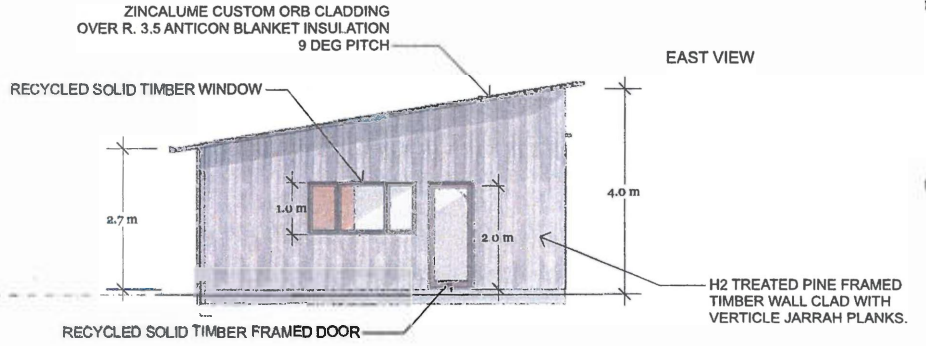 ZINCALUME CUSTOM ORB CLADDING
OVER R. 3.5 ANTICON BLANKET INSULATION
9 DEG PITCH
EAST VIEW
RECYCLED SOLID TIMBER WINDOW
2.7 m
1.0 m
2.0 m
4.0 m
H2 TREATED PINE FRAMED
TIMBER WALL CLAD WITH
VERTICLE JARRAH PLANKS.
RECYCLED SOLID TIMBER FRAMED DOOR